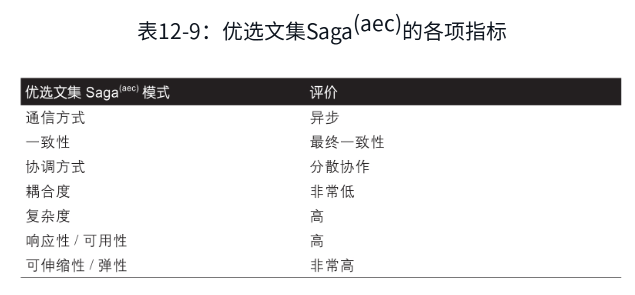 表12-9：优选文集Saga(aec)的各项指标
优选文集 Saga(aec) 模式 评价
通信方式 异步
一致性 最终一致性
协调方式 分散协作
耦合度 非常低
复杂度 高
响应性 / 可用性 高
可伸缩性 / 弹性 非常高